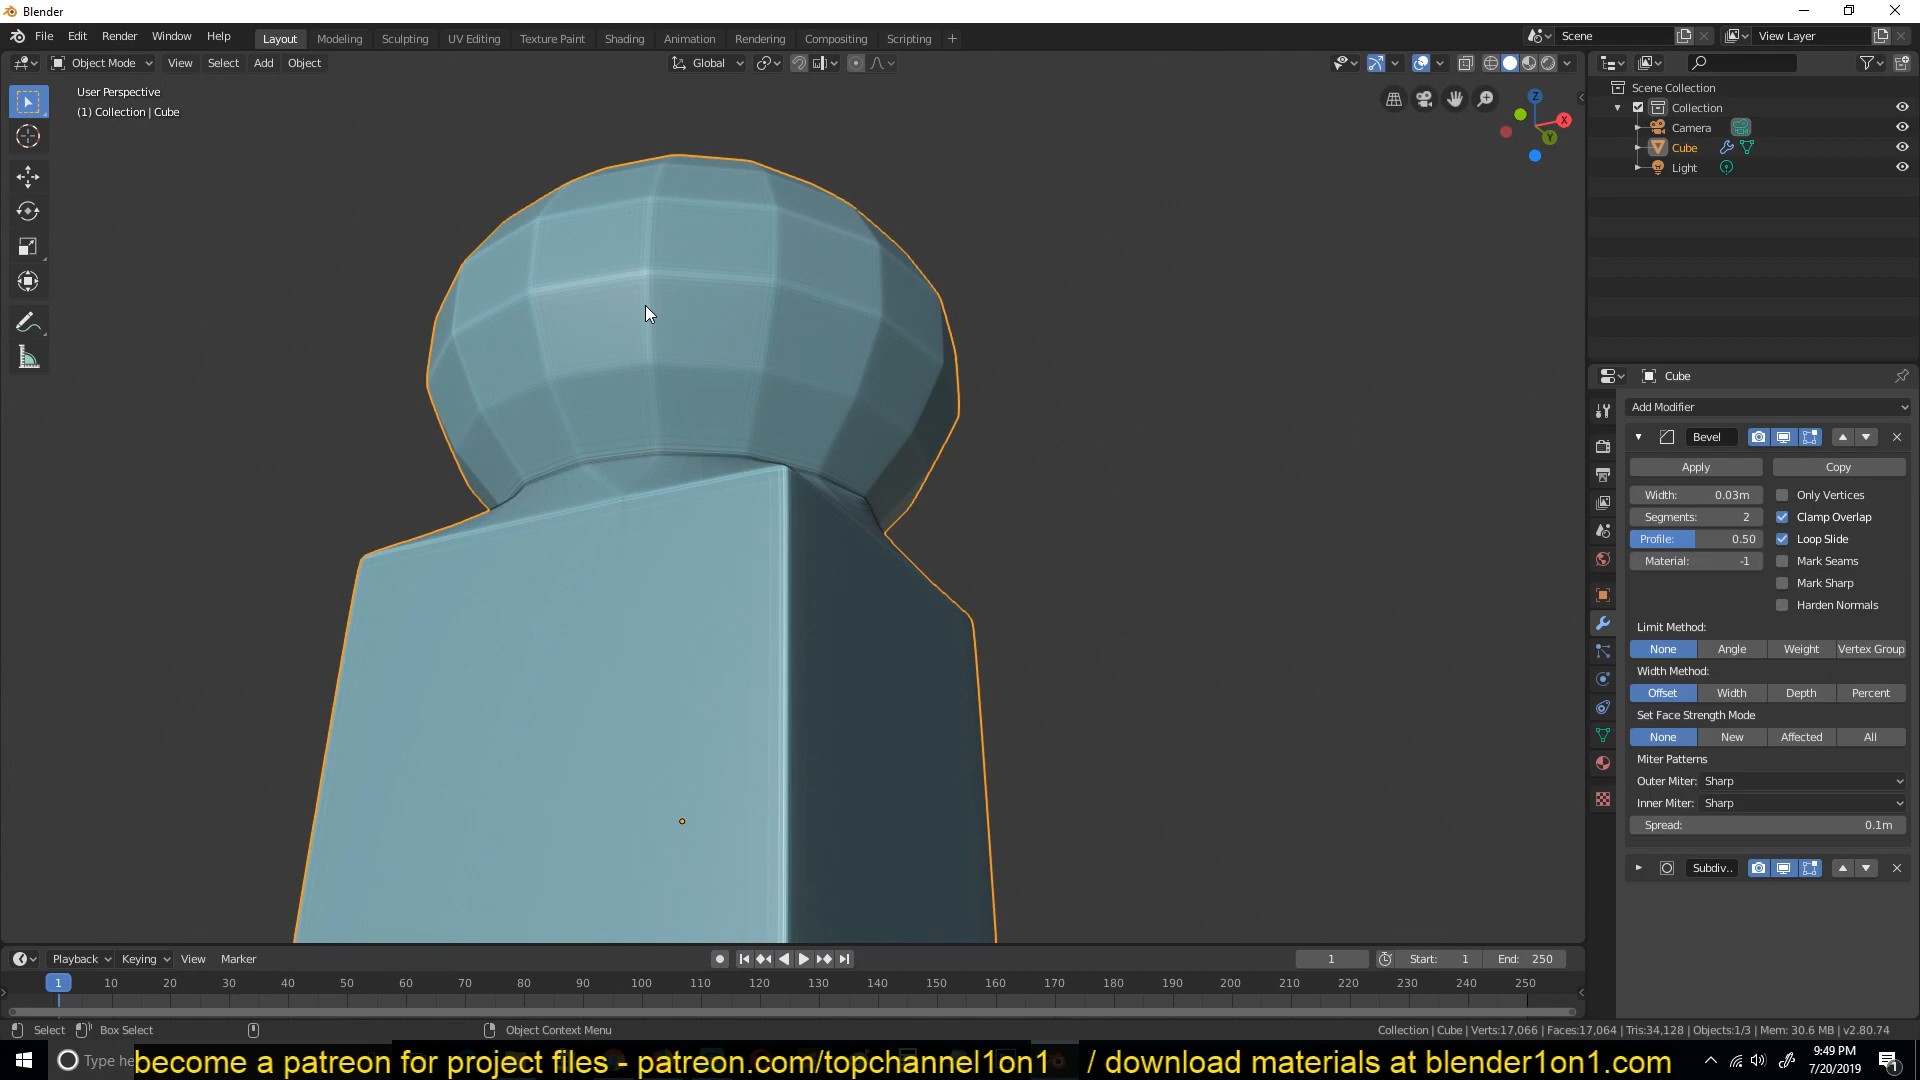 Blender
File Edit Render Window Help
Layout Modeling Sculpting UV Editing Texture Paint Shading Animation Rendering Compositing Scripting +
Scene
View Layer
Object Mode View Select Add Object
Global
User Perspective
(1) Collection | Cube
Z
X
Y
Scene Collection
Collection
Camera
Cube
Light
Cube
Add Modifier
Bevel
Apply Copy
Width: 0.03m Only Vertices
Segments: 2 Clamp Overlap
Profile: 0.50 Loop Slide
Material: -1 Mark Seams
Mark Sharp
Harden Normals
Limit Method:
None Angle Weight Vertex Group
Width Method:
Offset Width Depth Percent
Set Face Strength Mode
None New Affected All
Miter Patterns
Outer Miter: Sharp
Inner Miter: Sharp
Spread: 0.1m
Subdiv..
Playback Keying View Marker
1 Start: 1 End: 250
1 10 20 30 40 50 60 70 80 90 100 110 120 130 140 150 160 170 180 190 200 210 220 230 240 250
Select Box Select Object Context Menu
Collection | Cube | Verts:17,066 | Faces:17,064 | Tris:34,128 | Objects:1/3 | Mem: 30.6 MB | v2.80.74
Type he
become a patreon for project files - patreon.com/topchannel1on1 / download materials at blender1on1.com
9:49 PM
7/20/2019
1